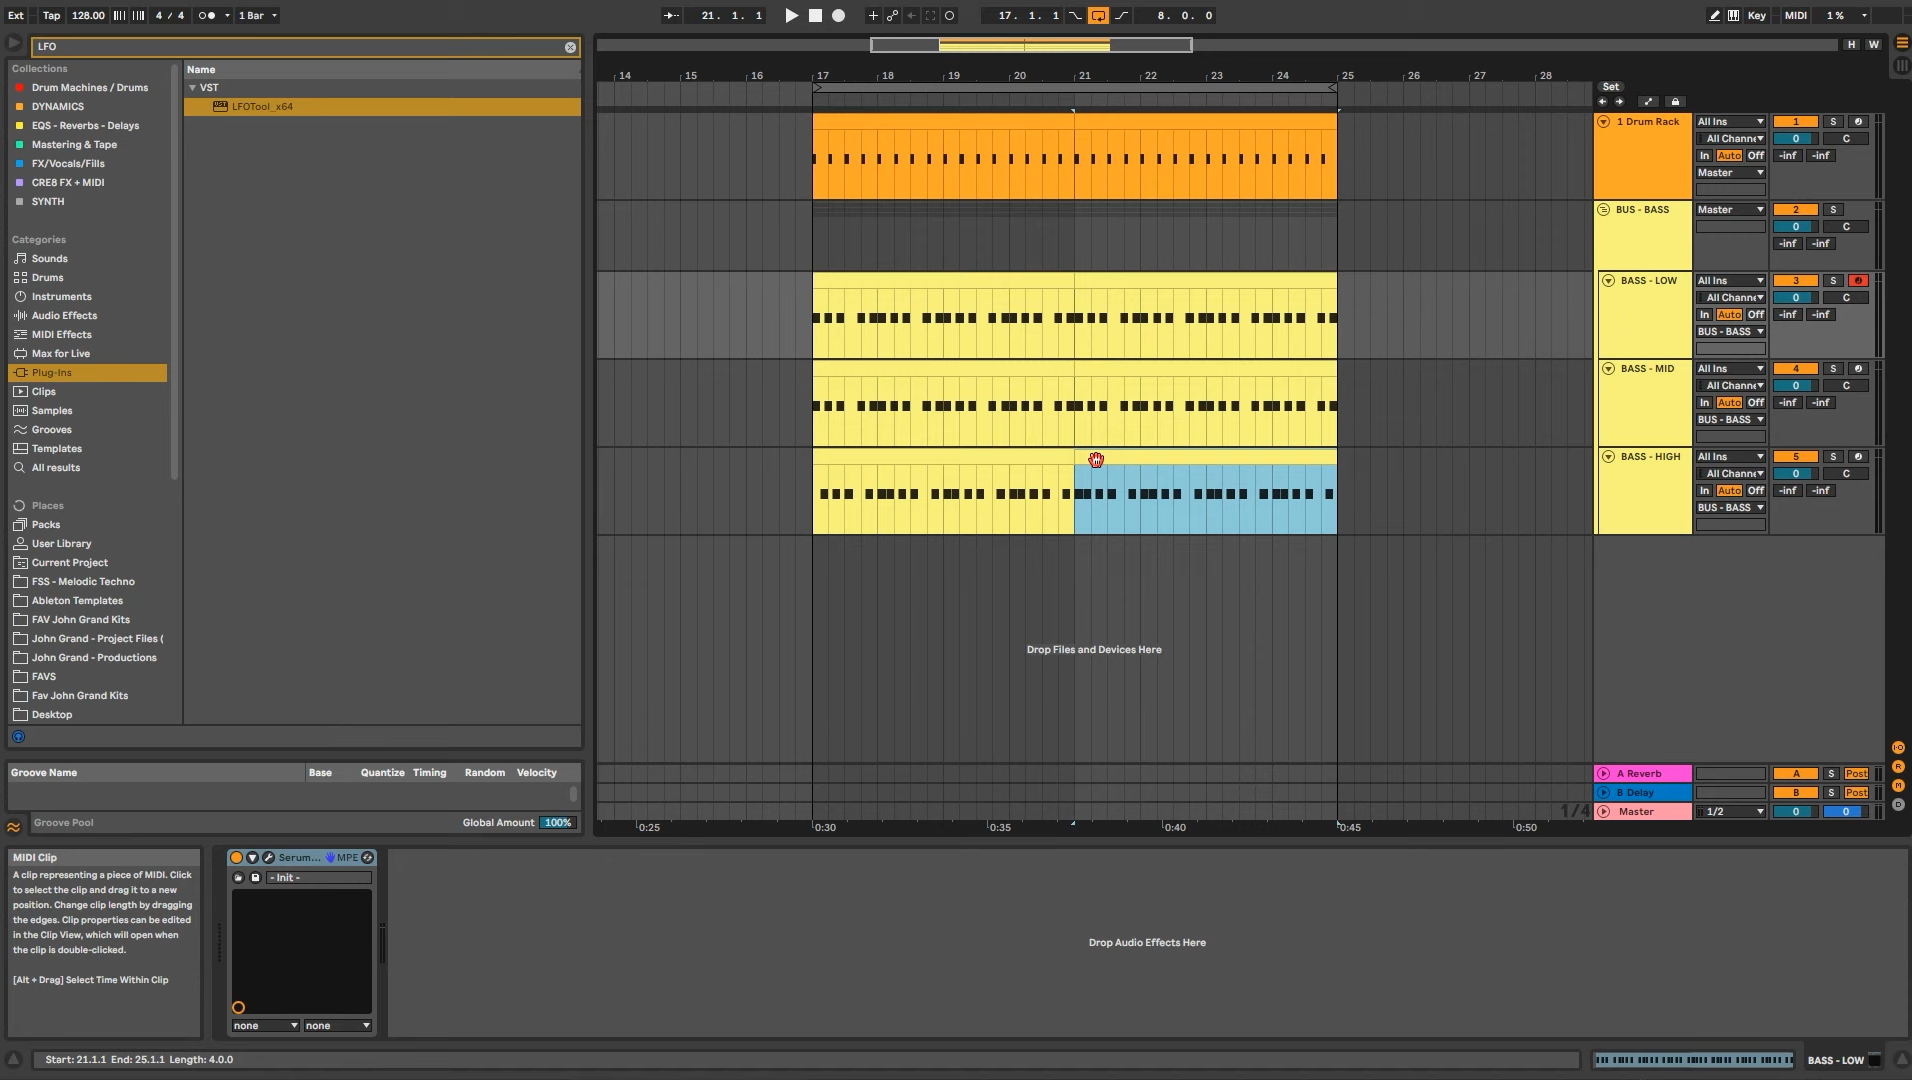 Ext Tap 128.00 4 / 4 1 Bar 21. 1. 1 17. 1. 1 8. 0. 0 Key MIDI 1 %
LFO
H W
Collections
Drum Machines / Drums
DYNAMICS
EQS - Reverbs - Delays
Mastering & Tape
FX/Vocals/Fills
CRE8 FX + MIDI
SYNTH
Categories
Sounds
Drums
Instruments
Audio Effects
MIDI Effects
Max for Live
Plug-Ins
Clips
Samples
Grooves
Templates
All results
Places
Packs
User Library
Current Project
FSS - Melodic Techno
Ableton Templates
FAV John Grand Kits
John Grand - Project Files (
John Grand - Productions
FAVS
Fav John Grand Kits
Desktop
Name
VST
LFOTool_x64
14 15 16 17 18 19 20 21 22 23 24 25 26 27 28
Set
1 Drum Rack All Ins 1 S
All Channe 0 C
In Auto Off -inf -inf
Master
BUS - BASS Master 2 S
0 C
-inf -inf
BASS - LOW All Ins 3 S
All Channe 0 C
In Auto Off -inf -inf
BUS - BASS
BASS - MID All Ins 4 S
All Channe 0 C
In Auto Off -inf -inf
BUS - BASS
BASS - HIGH All Ins 5 S
All Channe 0 C
In Auto Off -inf -inf
BUS - BASS
Drop Files and Devices Here
A Reverb A S Post
B Delay B S Post
1/4 Master 1/2 0 0
0:25 0:30 0:35 0:40 0:45 0:50
Groove Name Base Quantize Timing Random Velocity
Groove Pool Global Amount 100%
MIDI Clip
A clip representing a piece of MIDI. Click
to select the clip and drag it to a new
position. Change clip length by dragging
the edges. Clip properties can be edited
in the Clip View, which will open when
the clip is double-clicked.
[Alt + Drag] Select Time Within Clip
Serum... MPE
- Init -
none none
Drop Audio Effects Here
Start: 21.1.1 End: 25.1.1 Length: 4.0.0
BASS - LOW